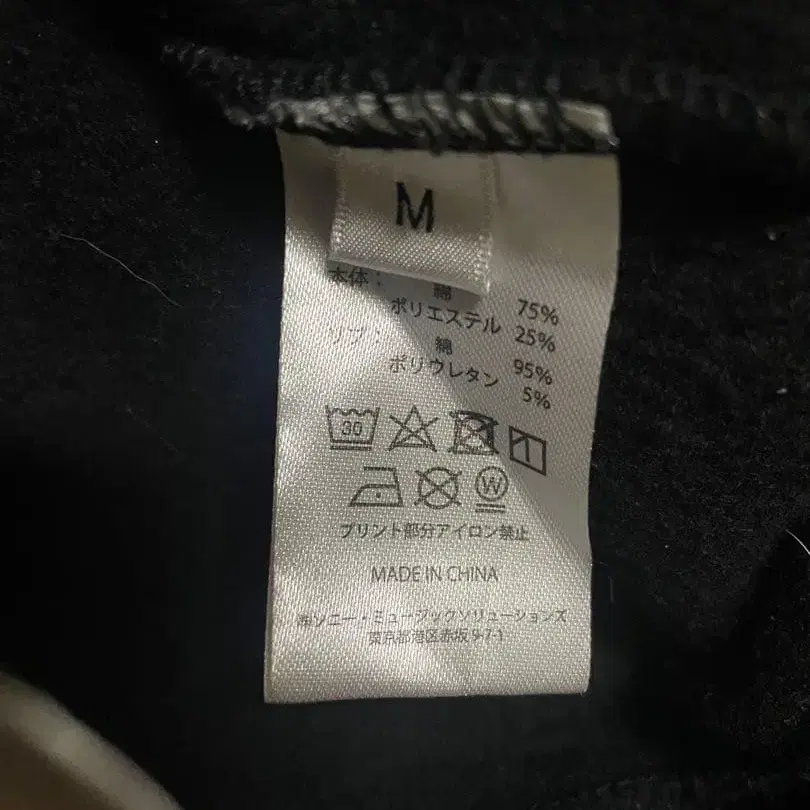 M
本体： 綿 75%
ポリエステル 25%
リブ： 綿 95%
ポリウレタン 5%
30
W
プリント部分アイロン禁止
MADE IN CHINA
㈱ソニー・ミュージックソリューションズ
東京都港区赤坂 9-7-1